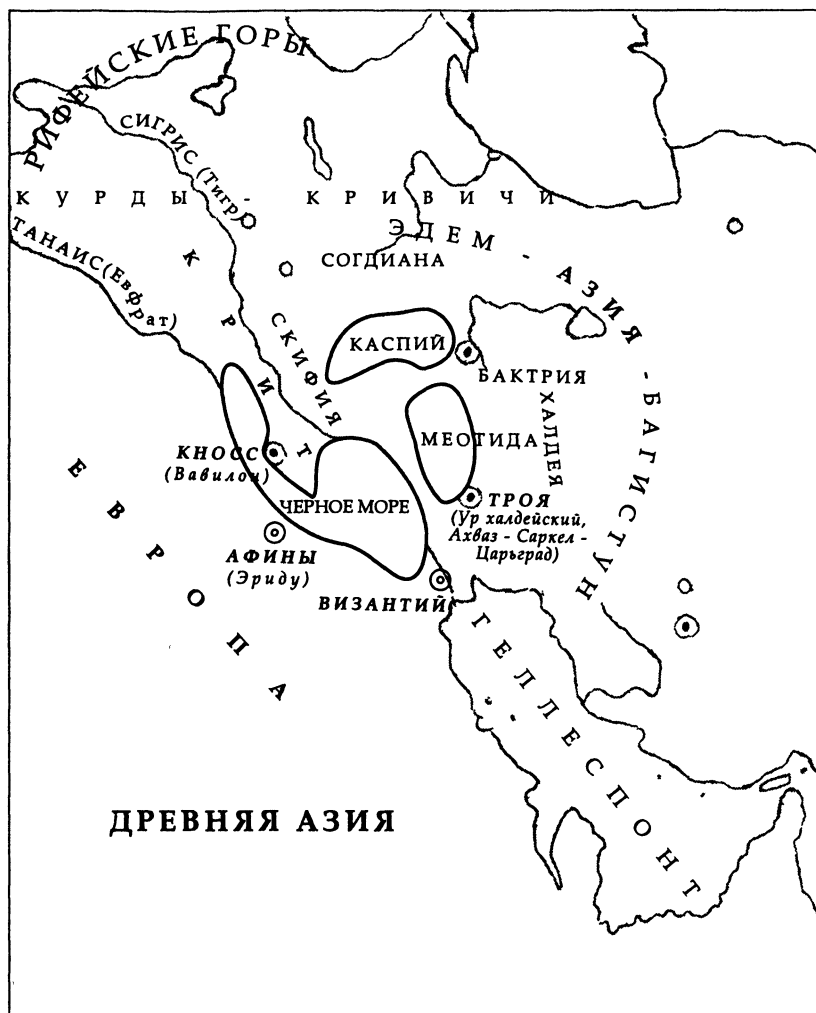 РИФЕЙСКИЕ ГОРЫ
СИГРИС (Тигр)
КУРДЫ - КРИВИЧИ
ТАНАИС (Евфрат)
ЭДЕМ - АЗИЯ - БАГИСТУН
СОГДИАНА
КРИТ
СКИФИЯ
КАСПИЙ
БАКТРИЯ
ХАЛДЕЯ
МЕОТИДА
КНОСС
(Вавилон)
ЧЕРНОЕ МОРЕ
ТРОЯ
(Ур халдейский,
Ахваз - Саркел -
Царьград)
АФИНЫ
(Эриду)
ВИЗАНТИЙ
ЕВРОПА
ГЕЛЛЕСПОНТ
ДРЕВНЯЯ АЗИЯ